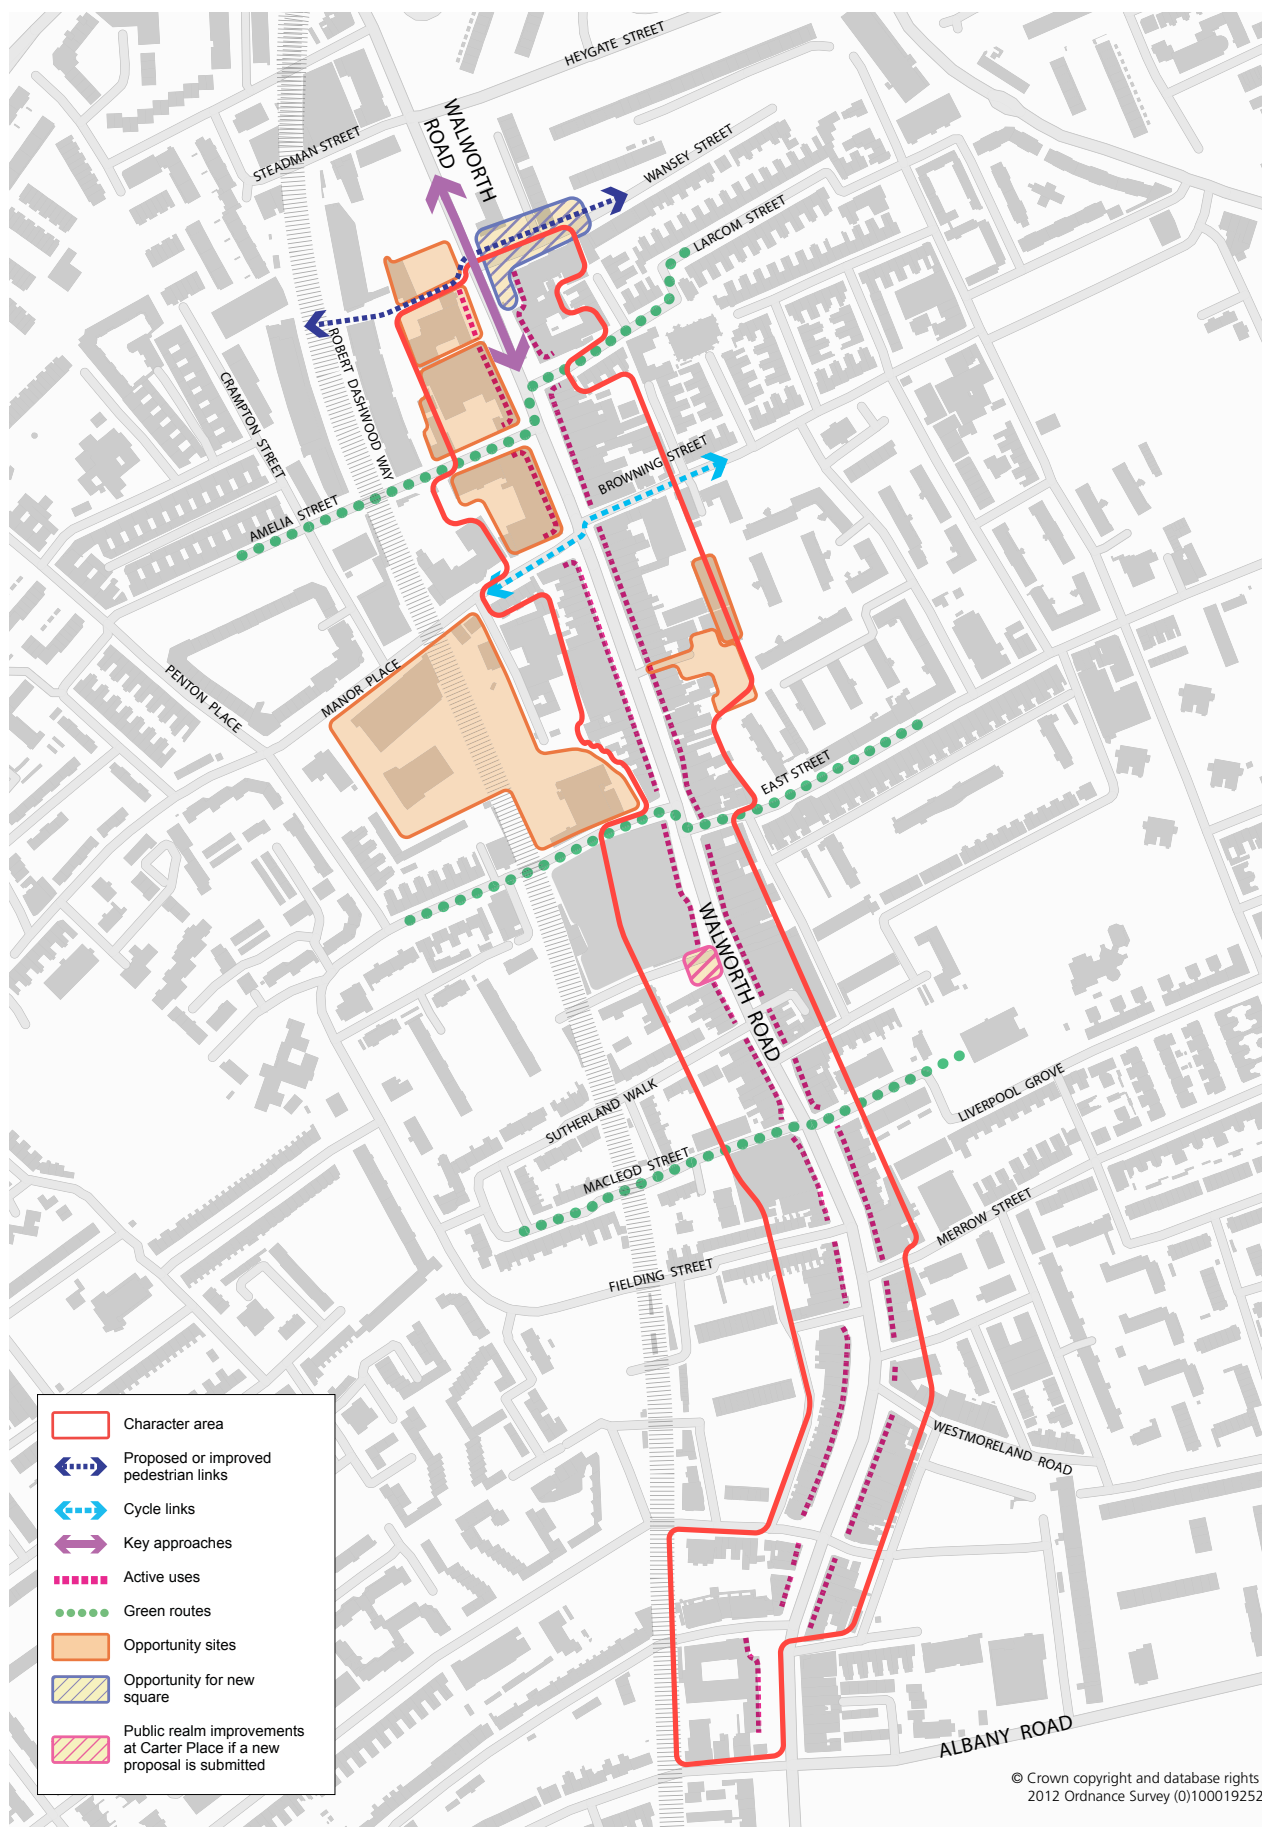 HEYGATE STREET
WALWORTH
ROAD
STEADMAN STREET
WANSEY STREET
LARCOM STREET
ROBERT DASHWOOD WAY
CRAMPTON STREET
BROWNING STREET
AMELIA STREET
PENTON PLACE
MANOR PLACE
EAST STREET
WALWORTH ROAD
SUTHERLAND WALK
LIVERPOOL GROVE
MACLEOD STREET
MERROW STREET
FIELDING STREET
WESTMORELAND ROAD
ALBANY ROAD
Character area
Proposed or improved
pedestrian links
Cycle links
Key approaches
Active uses
Green routes
Opportunity sites
Opportunity for new
square
Public realm improvements
at Carter Place if a new
proposal is submitted
© Crown copyright and database rights
2012 Ordnance Survey (0)100019252